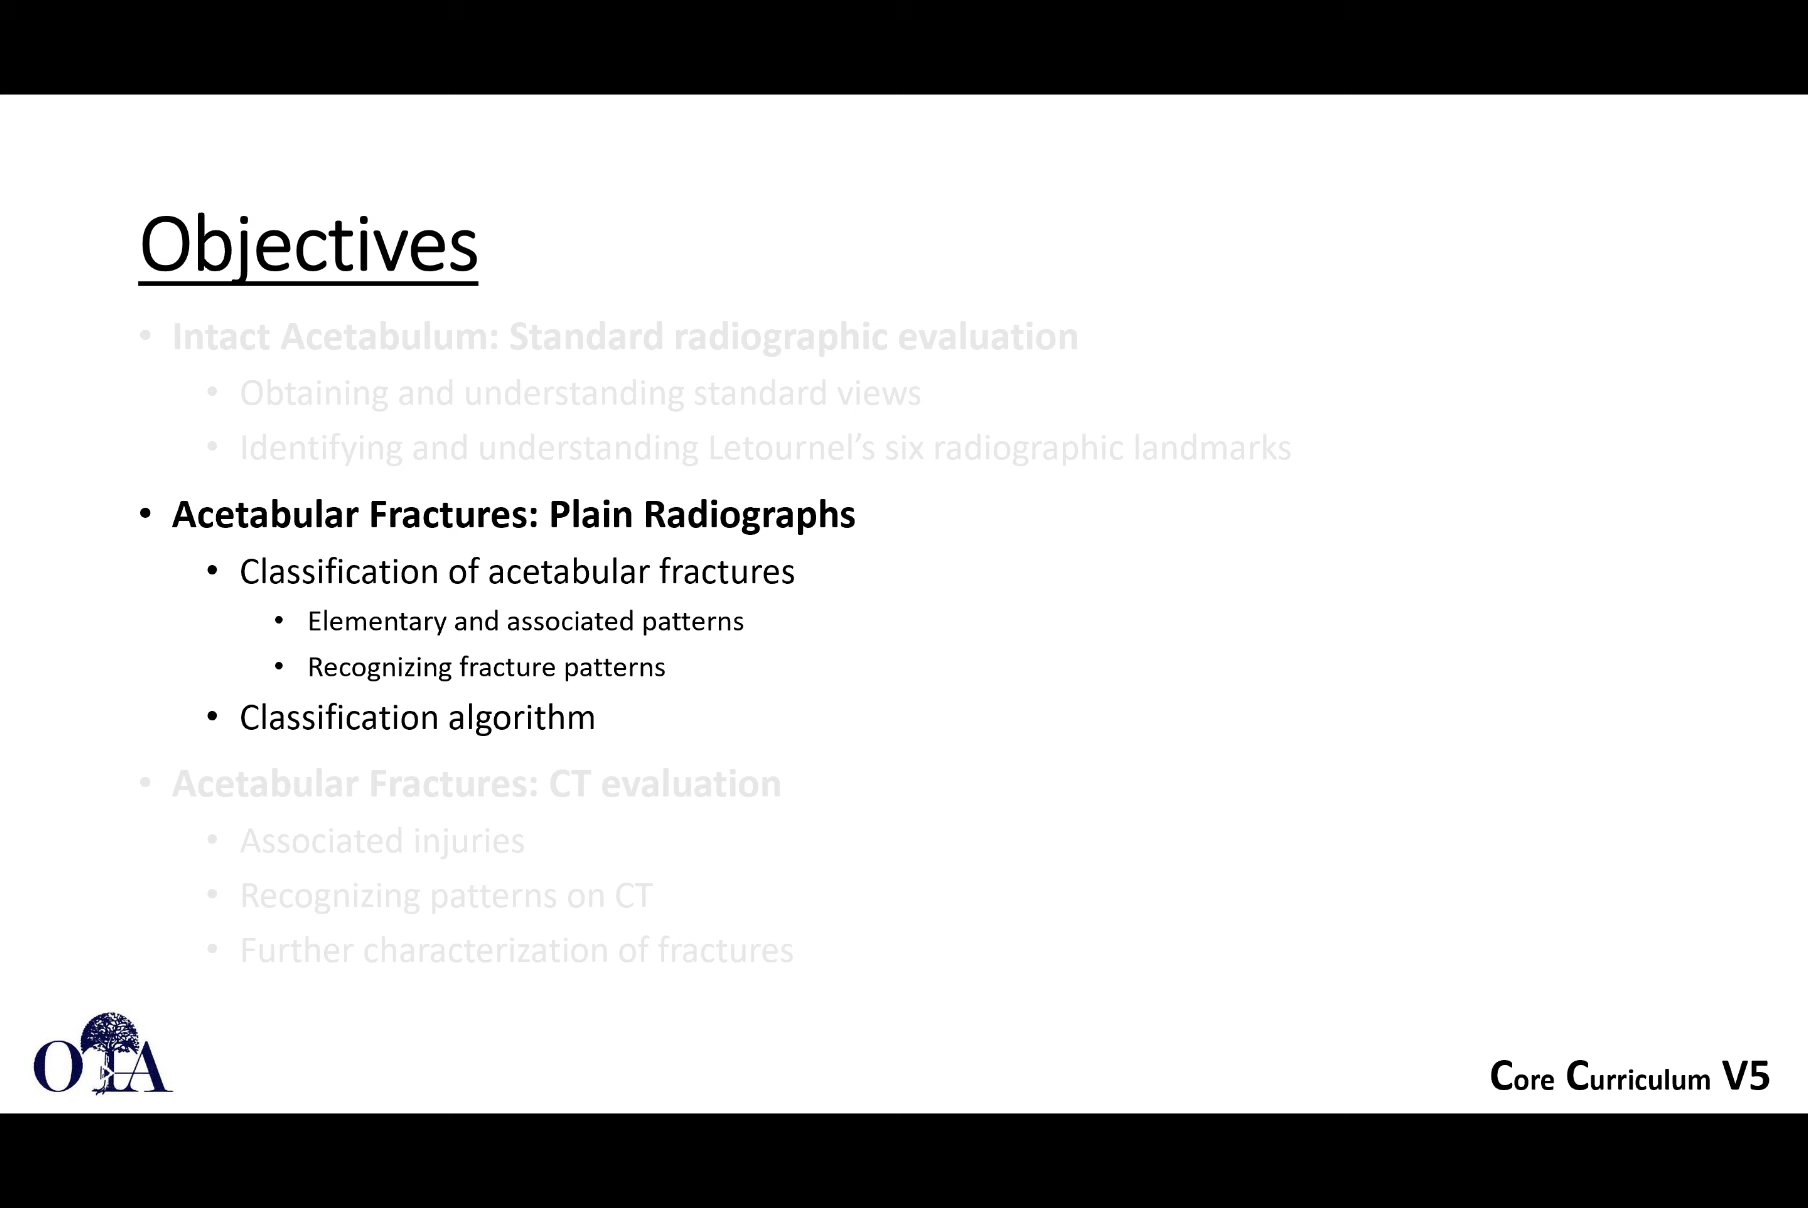 Objectives
• Intact Acetabulum: Standard radiographic evaluation
• Obtaining and understanding standard views
• Identifying and understanding Letournel’s six radiographic landmarks
• Acetabular Fractures: Plain Radiographs
• Classification of acetabular fractures
• Elementary and associated patterns
• Recognizing fracture patterns
• Classification algorithm
• Acetabular Fractures: CT evaluation
• Associated injuries
• Recognizing patterns on CT
• Further characterization of fractures
OTA
Core Curriculum V5